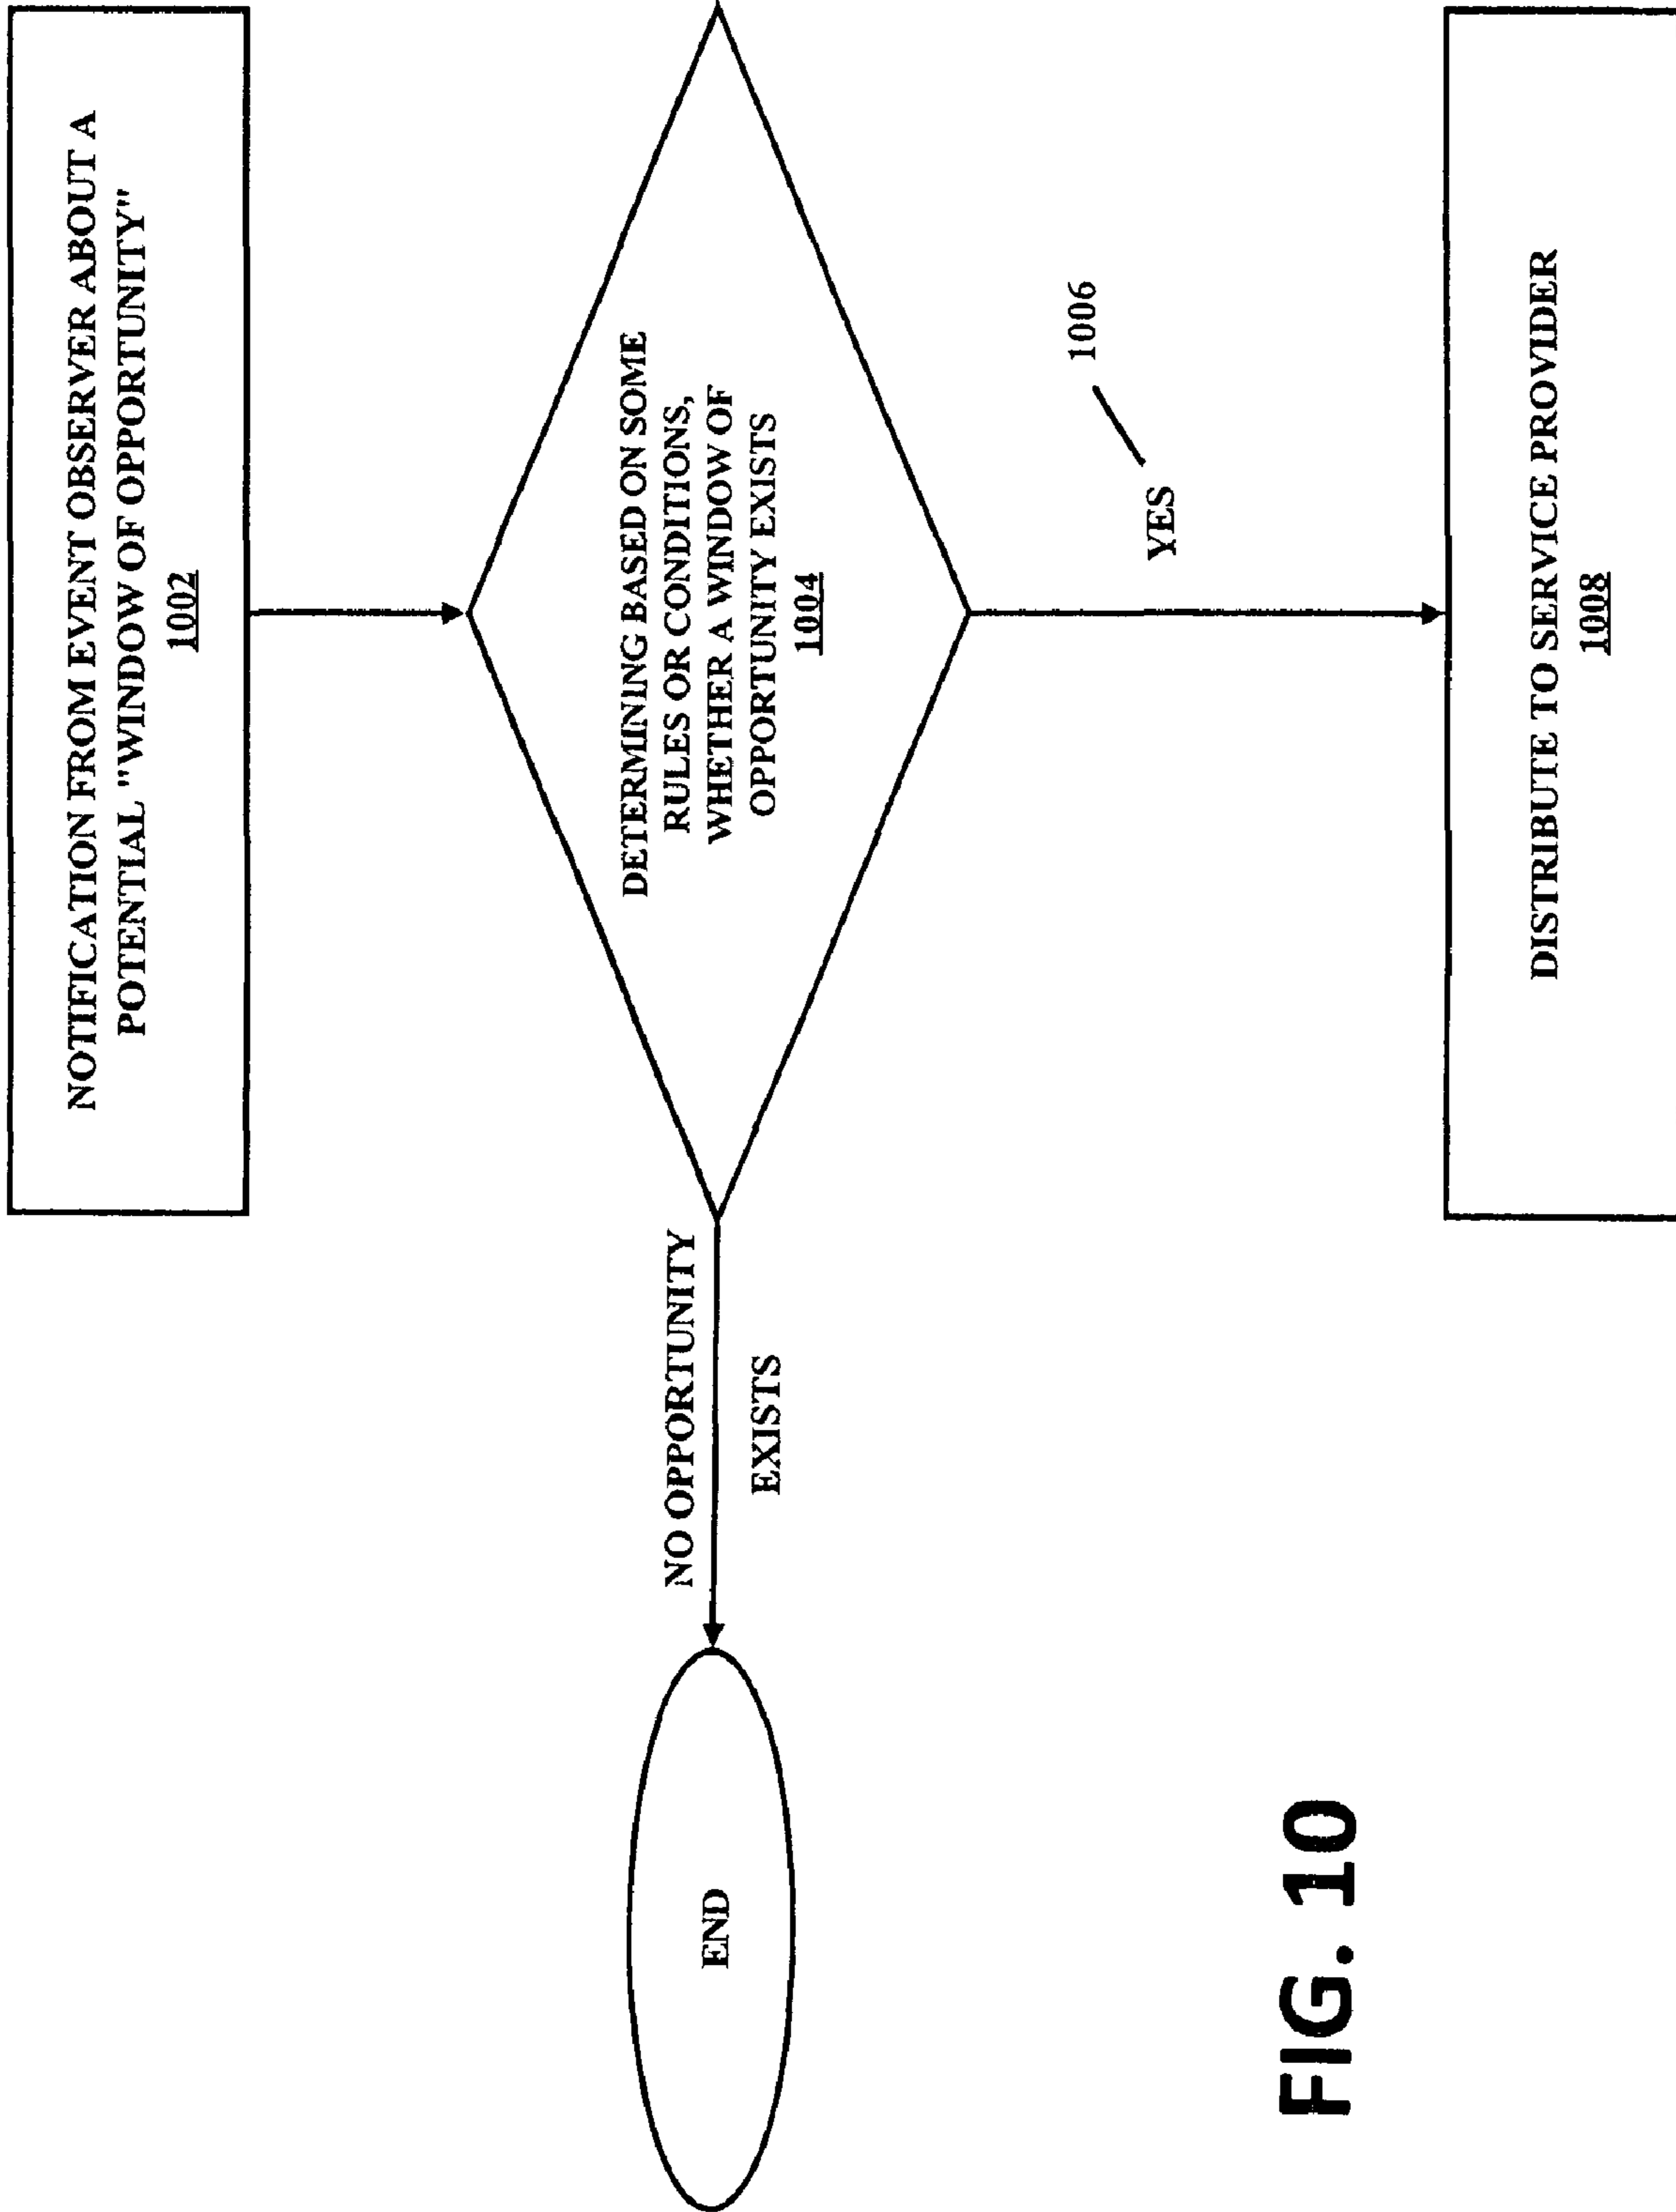 NOTIFICATION FROM EVENT OBSERVER ABOUT A
POTENTIAL "WINDOW OF OPPORTUNITY"
1002
DETERMINING BASED ON SOME
RULES OR CONDITIONS,
WHETHER A WINDOW OF
OPPORTUNITY EXISTS
1004
NO OPPORTUNITY
EXISTS
END
1006
YES
DISTRIBUTE TO SERVICE PROVIDER
1008
FIG. 10